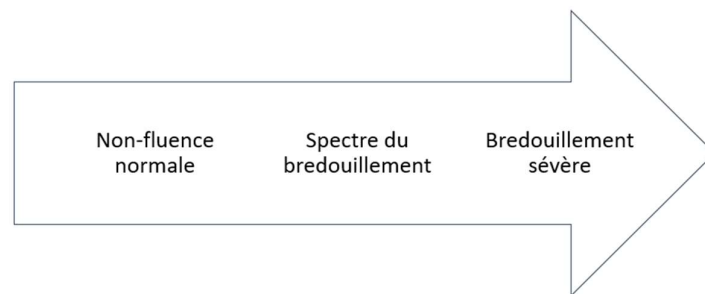 Non-fluence
normale
Spectre du
bredouillement
Bredouillement
sévère